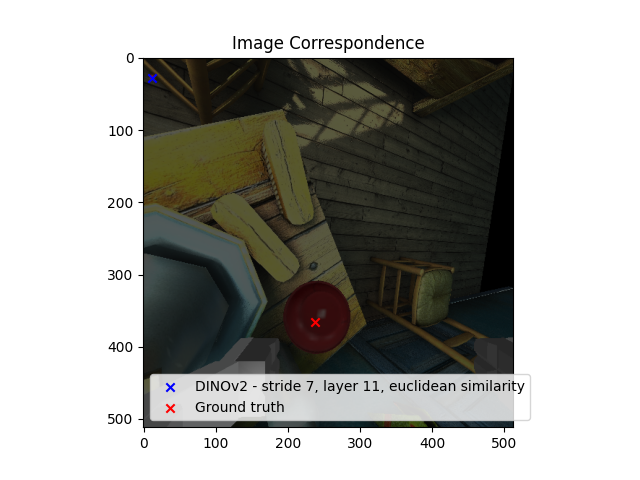 Image Correspondence
0
100
200
300
400
500
0 100 200 300 400 500
DINOv2 - stride 7, layer 11, euclidean similarity
Ground truth